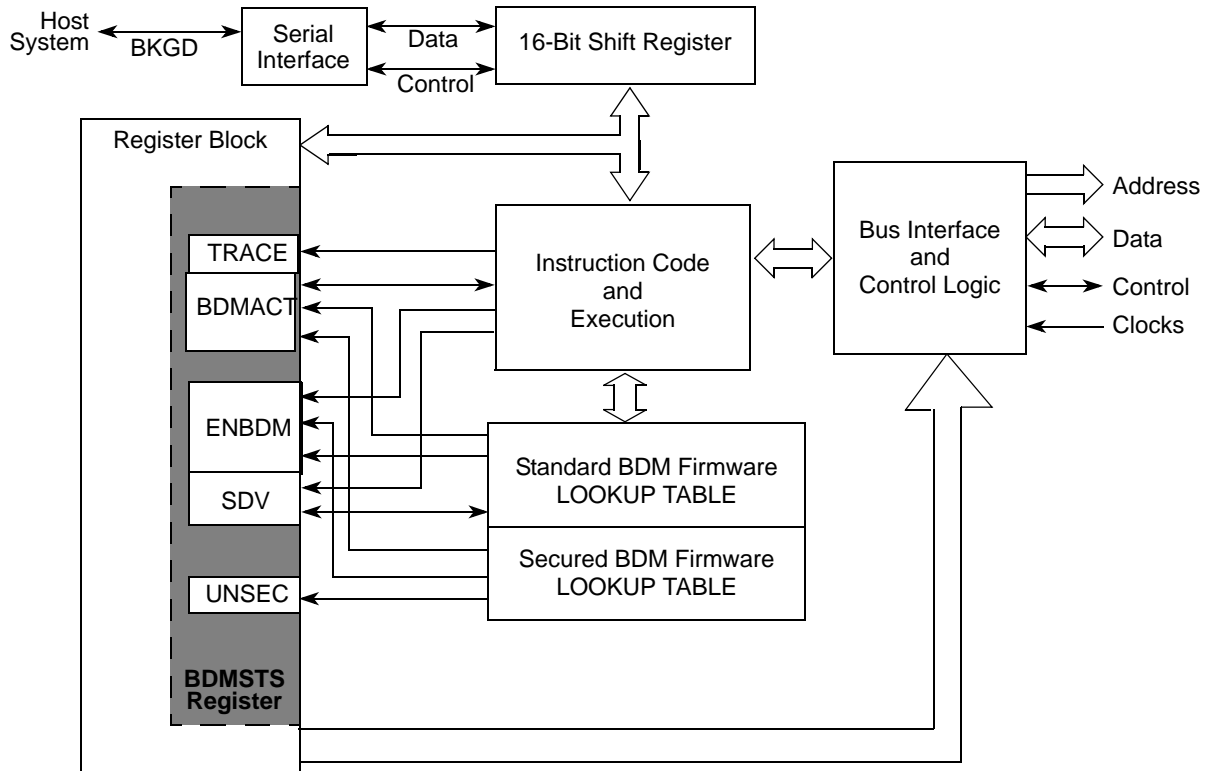 Host
System
BKGD
Serial
Interface
Data
Control
16-Bit Shift Register
Register Block
TRACE
BDMACT
ENBDM
SDV
UNSEC
BDMSTS
Register
Instruction Code
and
Execution
Standard BDM Firmware
LOOKUP TABLE
Secured BDM Firmware
LOOKUP TABLE
Bus Interface
and
Control Logic
Address
Data
Control
Clocks